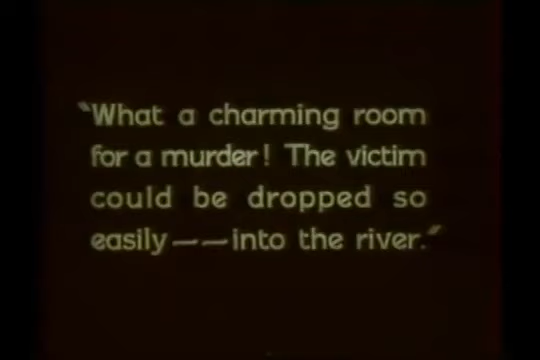 "What a charming room
for a murder! The victim
could be dropped so
easily——into the river."